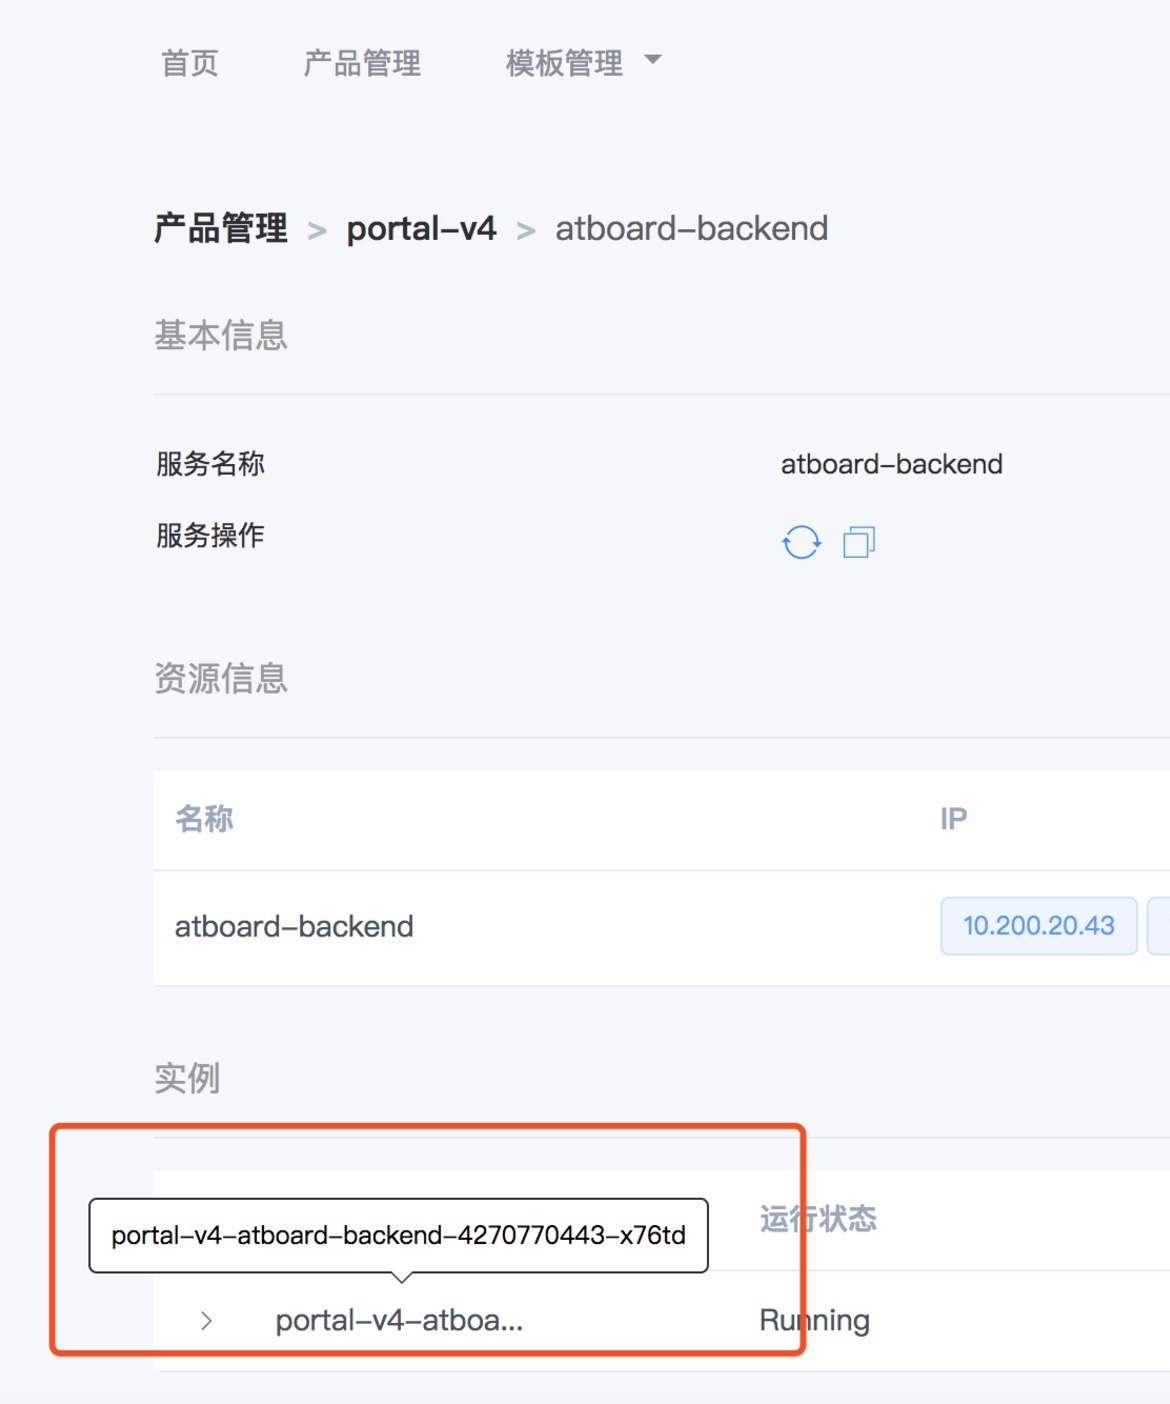 首页 产品管理 模板管理
产品管理 > portal-v4 > atboard-backend
基本信息
服务名称 atboard-backend
服务操作
资源信息
名称 IP
atboard-backend 10.200.20.43
实例
运行状态
portal-v4-atboard-backend-4270770443-x76td
portal-v4-atboa... Running